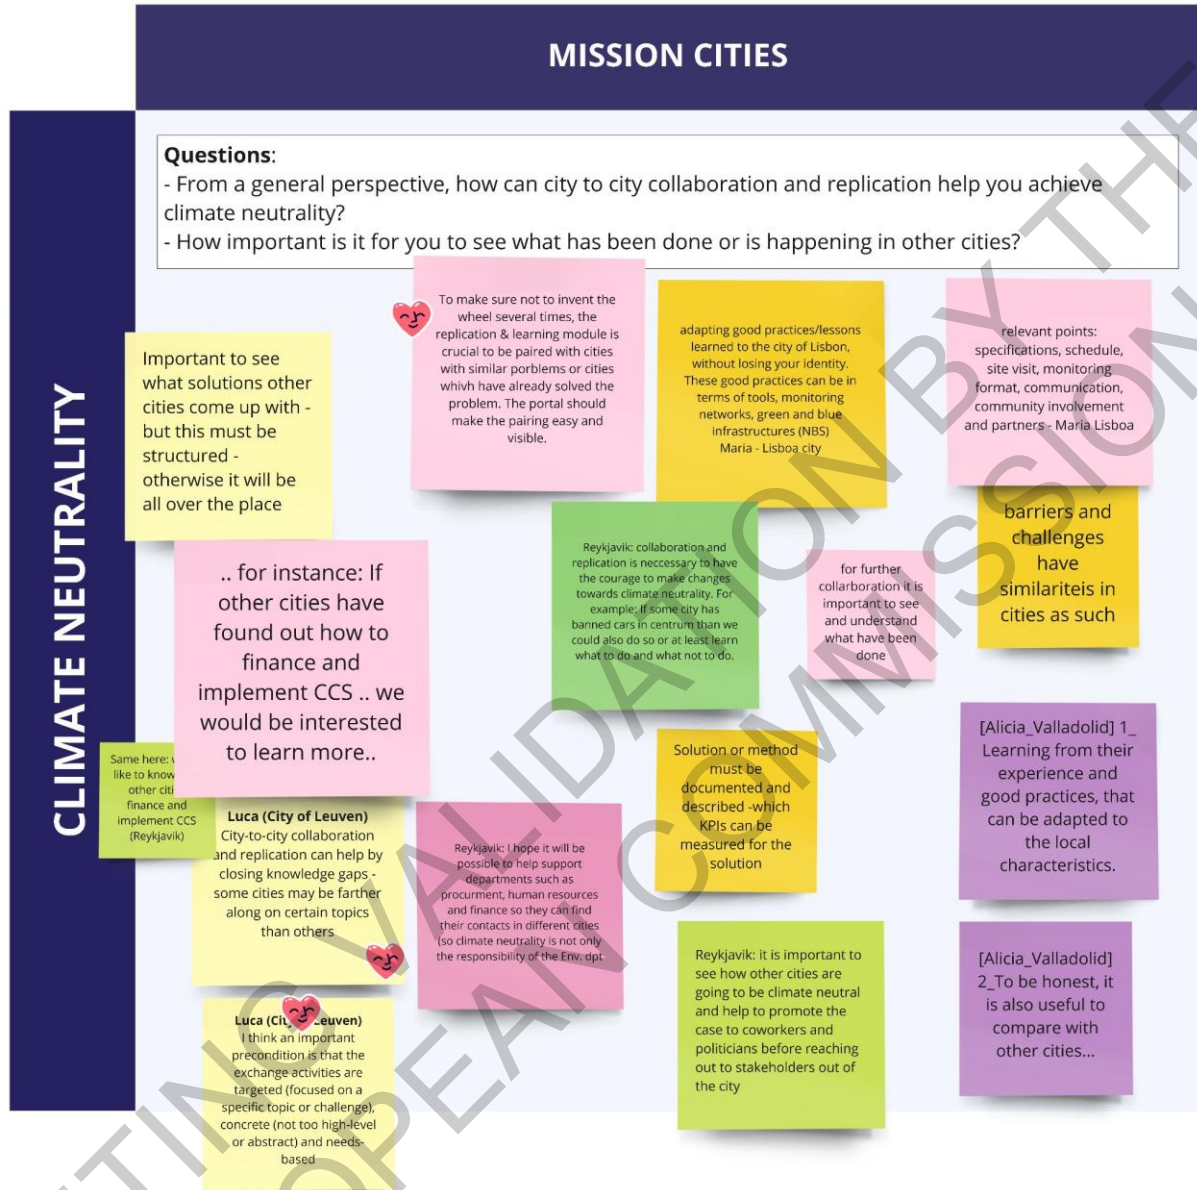 MISSION CITIES
CLIMATE NEUTRALITY
Questions:
- From a general perspective, how can city to city collaboration and replication help you achieve
climate neutrality?
- How important is it for you to see what has been done or is happening in other cities?
To make sure not to invent the
wheel several times, the
replication & learning module is
crucial to be paired with cities
with similar porblems or cities
whivh have already solved the
problem. The portal should
make the pairing easy and
visible.
adapting good practices/lessons
learned to the city of Lisbon,
without losing your identity.
These good practices can be in
terms of tools, monitoring
networks, green and blue
infrastructures (NBS)
Maria - Lisboa city
relevant points:
specifications, schedule,
site visit, monitoring
format, communication,
community involvement
and partners - Maria Lisboa
Important to see
what solutions other
cities come up with -
but this must be
structured -
otherwise it will be
all over the place
barriers and
challenges
have
similariteis in
cities as such
.. for instance: If
other cities have
found out how to
finance and
implement CCS .. we
would be interested
to learn more..
Reykjavik: collaboration and
replication is neccessary to have
the courage to make changes
towards climate neutrality. For
example: If some city has
banned cars in centrum than we
could also do so or at least learn
what to do and what not to do.
for further
collarboration it is
important to see
and understand
what have been
done
[Alicia_Valladolid] 1_
Learning from their
experience and
good practices, that
can be adapted to
the local
characteristics.
Same here:
like to know
other
finance and
implement CCS
(Reykjavik)
Solution or method
must be
documented and
described -which
KPIs can be
measured for the
solution
Luca (City of Leuven)
City-to-city collaboration
and replication can help by
closing knowledge gaps -
some cities may be farther
along on certain topics
than others
Reykjavik: I hope it will be
possible to help support
departments such as
procurment, human resources
and finance so they can find
their contacts in different cities
(so climate neutrality is not only
the responsibility of the Env. dpt
Reykjavik: it is important to
see how other cities are
going to be climate neutral
and help to promote the
case to coworkers and
politicians before reaching
out to stakeholders out of
the city
[Alicia_Valladolid]
2_To be honest, it
is also useful to
compare with
other cities...
Luca Leuven)
I think an important
precondition is that the
exchange activities are
targeted (focused on a
specific topic or challenge),
concrete (not too high-level
or abstract) and needs-
based
VALIDATION BY THE
COMMISSION